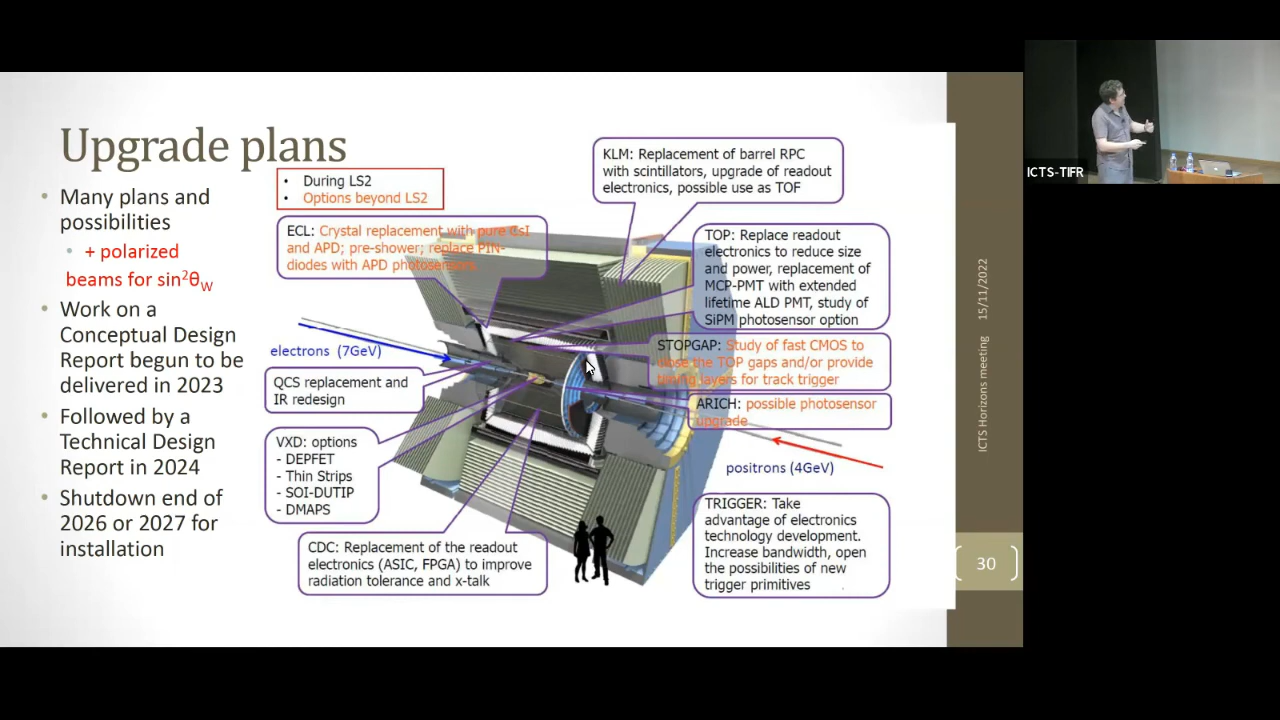 Upgrade plans
• Many plans and
possibilities
• + polarized
beams for sin²θW
• Work on a
Conceptual Design
Report begun to be
delivered in 2023
• Followed by a
Technical Design
Report in 2024
• Shutdown end of
2026 or 2027 for
installation
• During LS2
• Options beyond LS2
ECL: Crystal replacement with pure CsI
and APD; pre-shower; replace PIN-
diodes with APD photosensors
electrons (7GeV)
QCS replacement and
IR redesign
VXD: options
- DEPFET
- Thin Strips
- SOI-DUTIP
- DMAPS
CDC: Replacement of the readout
electronics (ASIC, FPGA) to improve
radiation tolerance and x-talk
KLM: Replacement of barrel RPC
with scintillators, upgrade of readout
electronics, possible use as TOF
TOP: Replace readout
electronics to reduce size
and power, replacement of
MCP-PMT with extended
lifetime ALD PMT, study of
SiPM photosensor option
STOPGAP: Study of fast CMOS to
close the TOP gaps and/or provide
timing layers for track trigger
ARICH: possible photosensor
upgrade
positrons (4GeV)
TRIGGER: Take
advantage of electronics
technology development.
Increase bandwidth, open
the possibilities of new
trigger primitives
ICTS Horizons meeting 15/11/2022
30
ICTS-TIFR